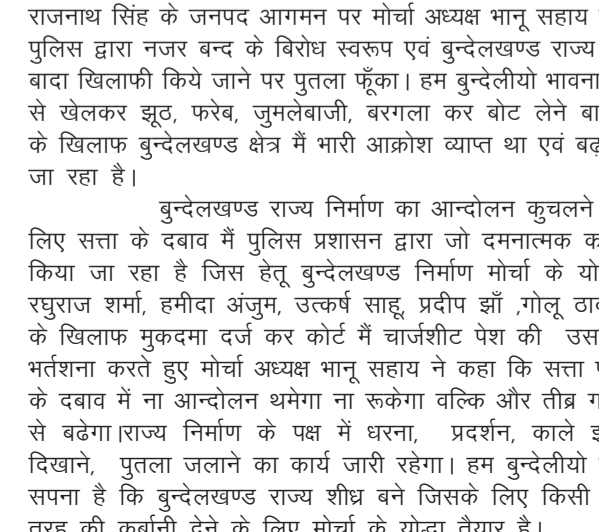 राजनाथ सिंह के जनपद आगमन पर मोर्चा अध्यक्ष भानू सहाय
पुलिस द्वारा नजर बन्द के बिरोध स्वरूप एवं बुन्देलखण्ड राज्य
बादा खिलाफी किये जाने पर पुतला फूँका। हम बुन्देलीयो भावना
से खेलकर झूठ, फरेब, जुमलेबाजी, बरगला कर बोट लेने
के खिलाफ बुन्देलखण्ड क्षेत्र मैं भारी आक्रोश व्याप्त था एवं
जा रहा है।
बुन्देलखण्ड राज्य निर्माण का आन्दोलन कुचलने
लिए सत्ता के दबाव मैं पुलिस प्रशासन द्वारा जो दमनात्मक
किया जा रहा है जिस हेतू बुन्देलखण्ड निर्माण मोर्चा के
रघुराज शर्मा, हमीदा अंजुम, उत्कर्ष साहू, प्रदीप झाँ ,गोलू
के खिलाफ मुकदमा दर्ज कर कोर्ट मैं चार्जशीट पेश की उस
भर्तशना करते हुए मोर्चा अध्यक्ष भानू सहाय ने कहा कि सत्ता
के दबाव में ना आन्दोलन थमेगा ना रूकेगा वल्कि और तीब्र
से बढेगा।राज्य निर्माण के पक्ष में धरना, प्रदर्शन, काले
दिखाने, पुतला जलाने का कार्य जारी रहेगा। हम बुन्देलीयो
सपना है कि बुन्देलखण्ड राज्य शीध्र बने जिसके लिए किसी
तरह की कुर्बानी देने के लिए मोर्चा के योद्धा तैयार है।